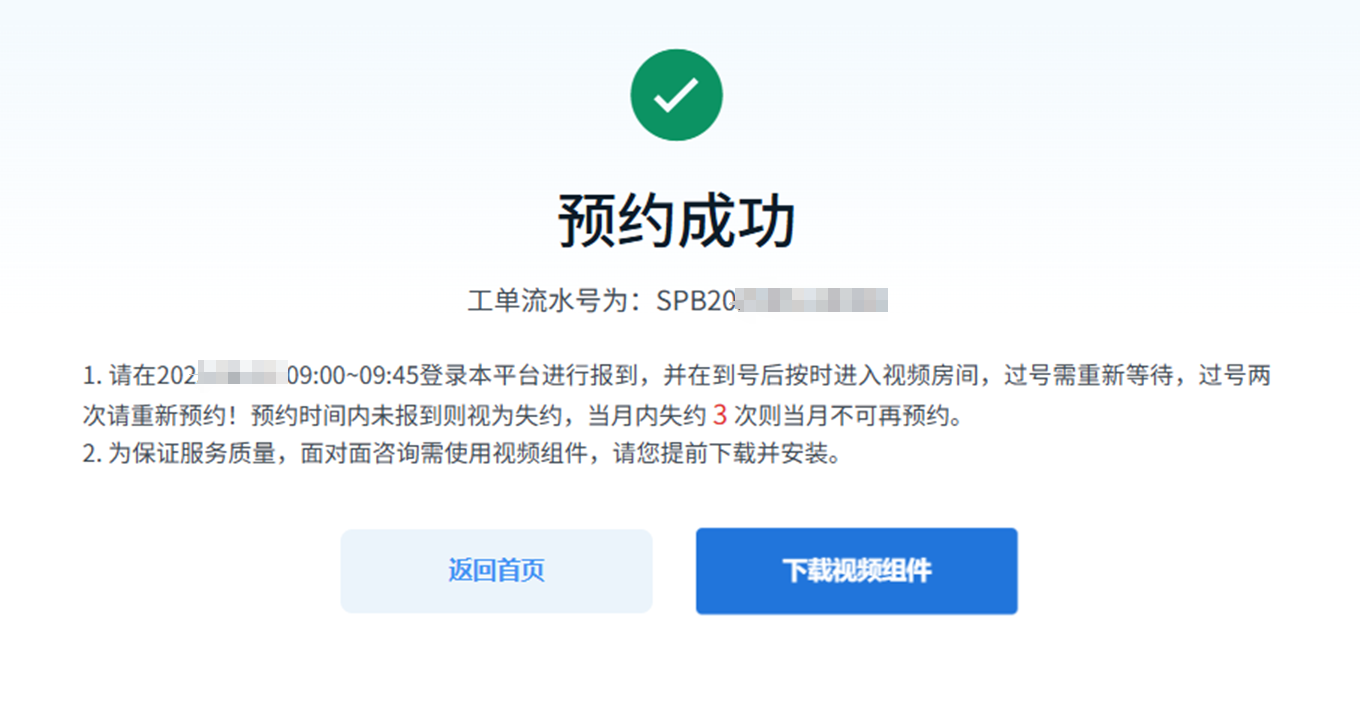 预约成功
工单流水号为：SPB20
1. 请在202 09:00~09:45登录本平台进行报到，并在到号后按时进入视频房间，过号需重新等待，过号两
次请重新预约！预约时间内未报到则视为失约，当月内失约 3 次则当月不可再预约。
2. 为保证服务质量，面对面咨询需使用视频组件，请您提前下载并安装。
返回首页
下载视频组件